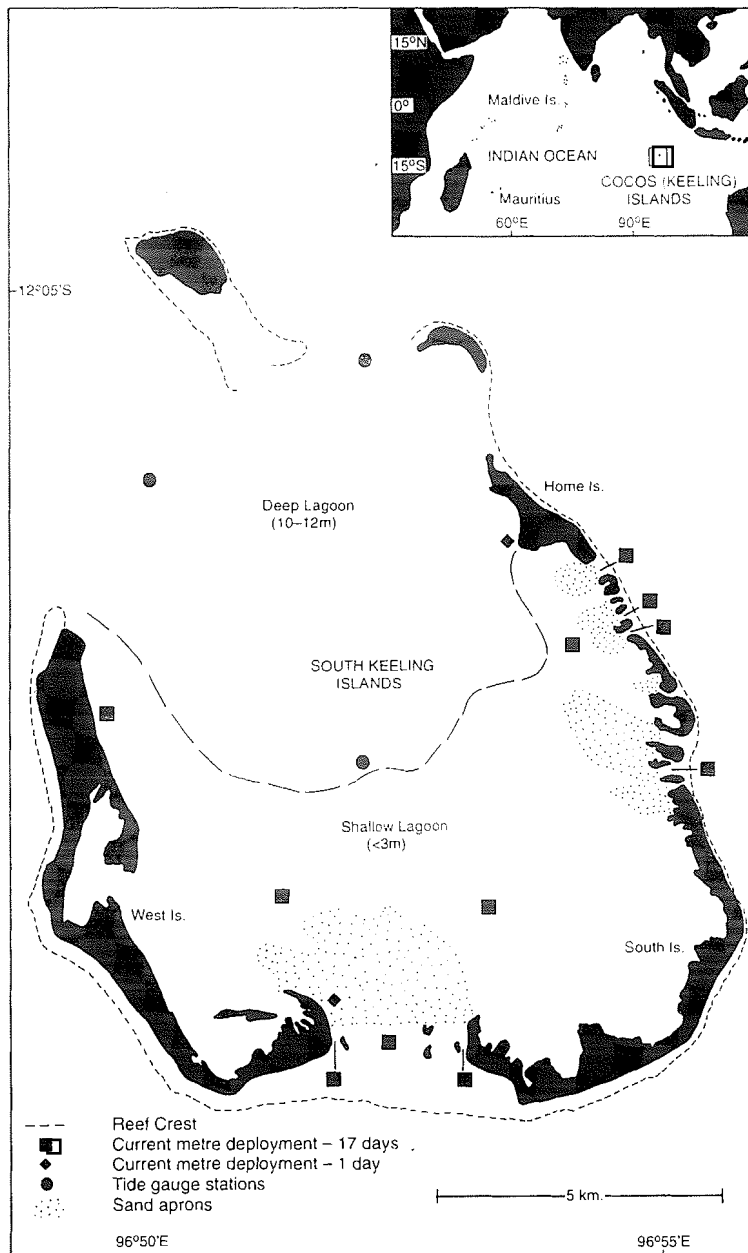 15°N
Maldive Is.
0°
INDIAN OCEAN
15°S
COCOS (KEELING)
ISLANDS
Mauritius
60°E
90°E
12°05'S
Home Is.
Deep Lagoon
(10–12m)
SOUTH KEELING
ISLANDS
Shallow Lagoon
(<3m)
West Is.
South Is.
Reef Crest
Current metre deployment – 17 days
Current metre deployment – 1 day
Tide gauge stations
Sand aprons
5 km.
96°50'E
96°55'E